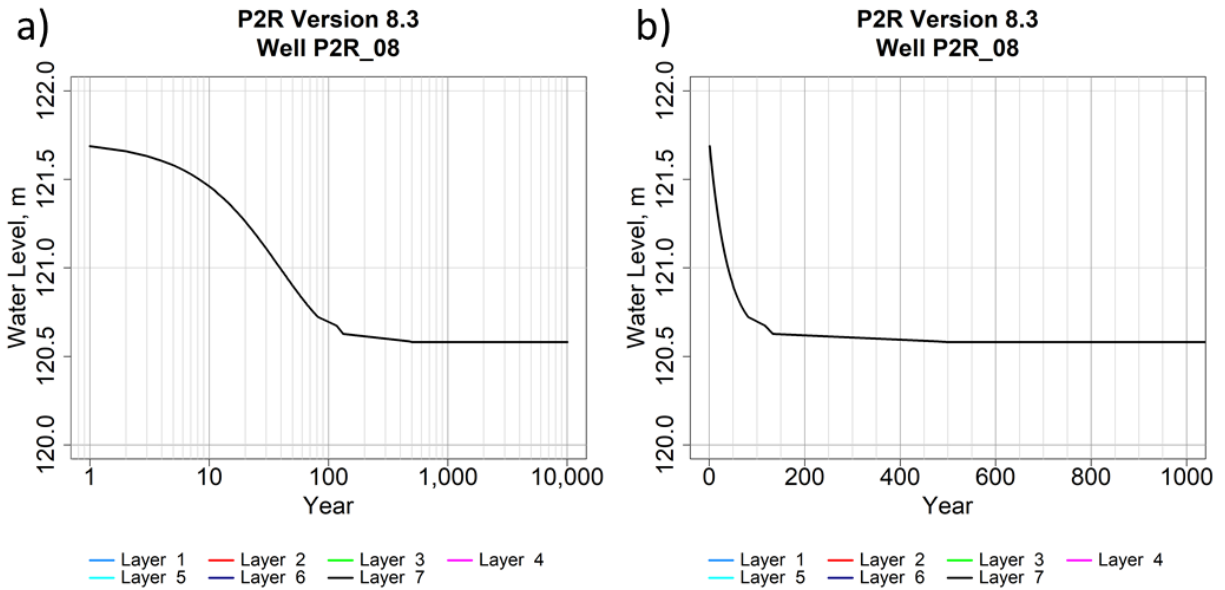 a)
P2R Version 8.3
Well P2R_08
Water Level, m
122.0
121.5
121.0
120.5
120.0
1 10 100 1,000 10,000
Year
Layer 1 Layer 2 Layer 3 Layer 4
Layer 5 Layer 6 Layer 7
b)
P2R Version 8.3
Well P2R_08
Water Level, m
122.0
121.5
121.0
120.5
120.0
0 200 400 600 800 1000
Year
Layer 1 Layer 2 Layer 3 Layer 4
Layer 5 Layer 6 Layer 7